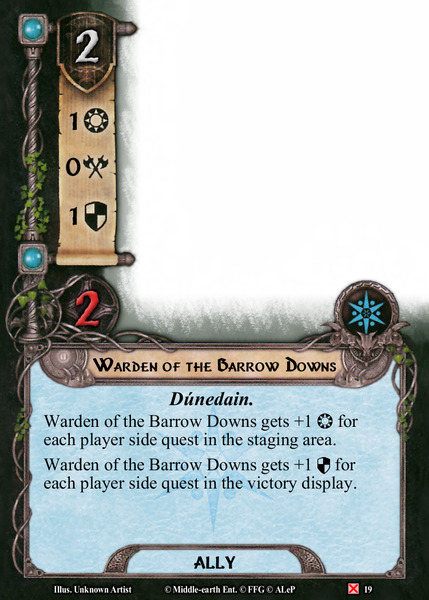 2
1
0
1
2
WARDEN OF THE BARROW DOWNS
Dúnedain.
Warden of the Barrow Downs gets +1 for
each player side quest in the staging area.
Warden of the Barrow Downs gets +1 for
each player side quest in the victory display.
ALLY
Illus. Unknown Artist © Middle-earth Ent. © FFG © ALeP 19